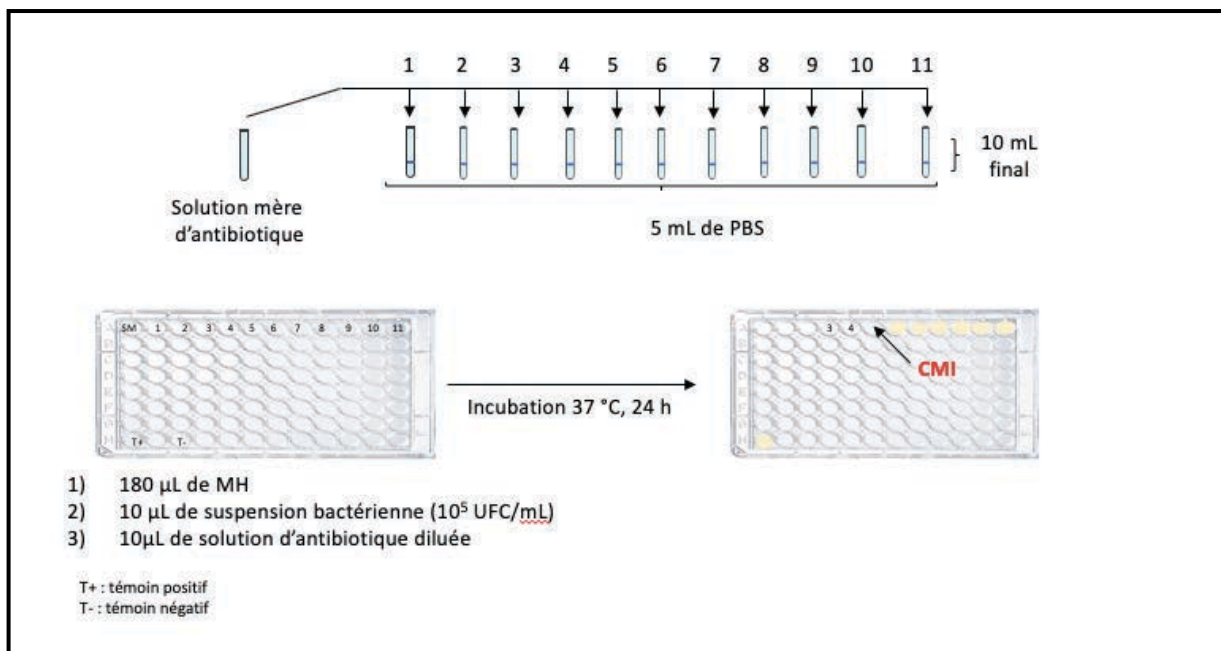 1 2 3 4 5 6 7 8 9 10 11
10 mL
final
Solution mère
d'antibiotique
5 mL de PBS
SM 1 2 3 4 5 6 7 8 9 10 11
A
B
C
D
E
F
G
H
T+ T-
Incubation 37 °C, 24 h
3 4
CMI
1) 180 µL de MH
2) 10 µL de suspension bactérienne (10⁵ UFC/mL)
3) 10µL de solution d'antibiotique diluée
T+ : témoin positif
T- : témoin négatif